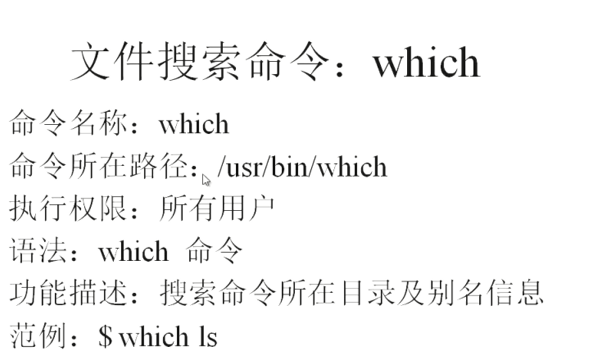 文件搜索命令：which
命令名称：which
命令所在路径：/usr/bin/which
执行权限：所有用户
语法：which 命令
功能描述：搜索命令所在目录及别名信息
范例：$ which ls